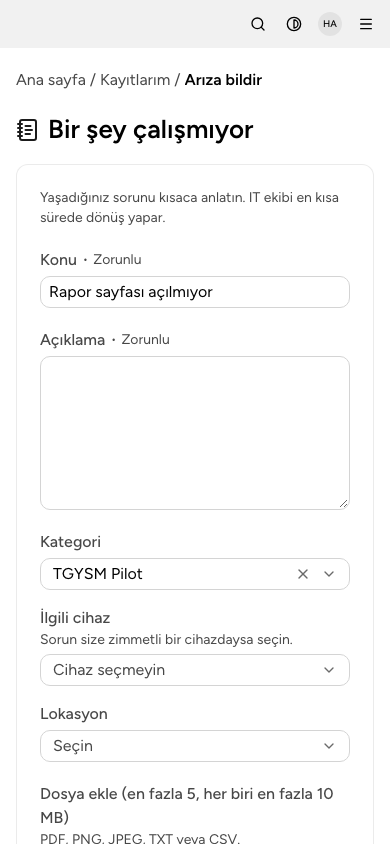 HA
Ana sayfa / Kayıtlarım / Arıza bildir
Bir şey çalışmıyor
Yaşadığınız sorunu kısaca anlatın. IT ekibi en kısa
sürede dönüş yapar.
Konu · Zorunlu
Rapor sayfası açılmıyor
Açıklama · Zorunlu
Kategori
TGYSM Pilot
İlgili cihaz
Sorun size zimmetli bir cihazdaysa seçin.
Cihaz seçmeyin
Lokasyon
Seçin
Dosya ekle (en fazla 5, her biri en fazla 10
MB)
PDF, PNG, JPEG, TXT veya CSV.